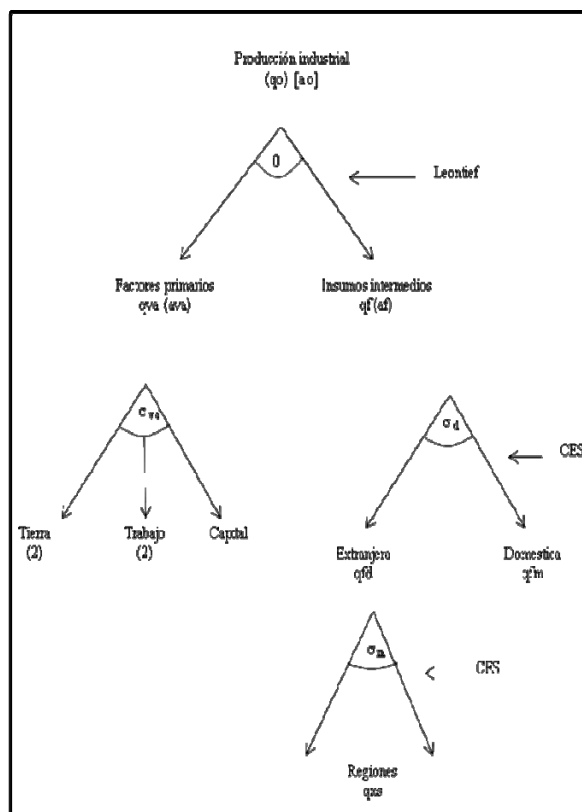 Producción industrial
(qo) [ao]
0
Leontief
Factores primarios
qva (ava)
Insumos intermedios
qf (af)
σva
σd
CES
Tierra
(2)
Trabajo
(2)
Capital
Extranjera
qfd
Domestica
qfm
σm
CES
Regiones
qxs